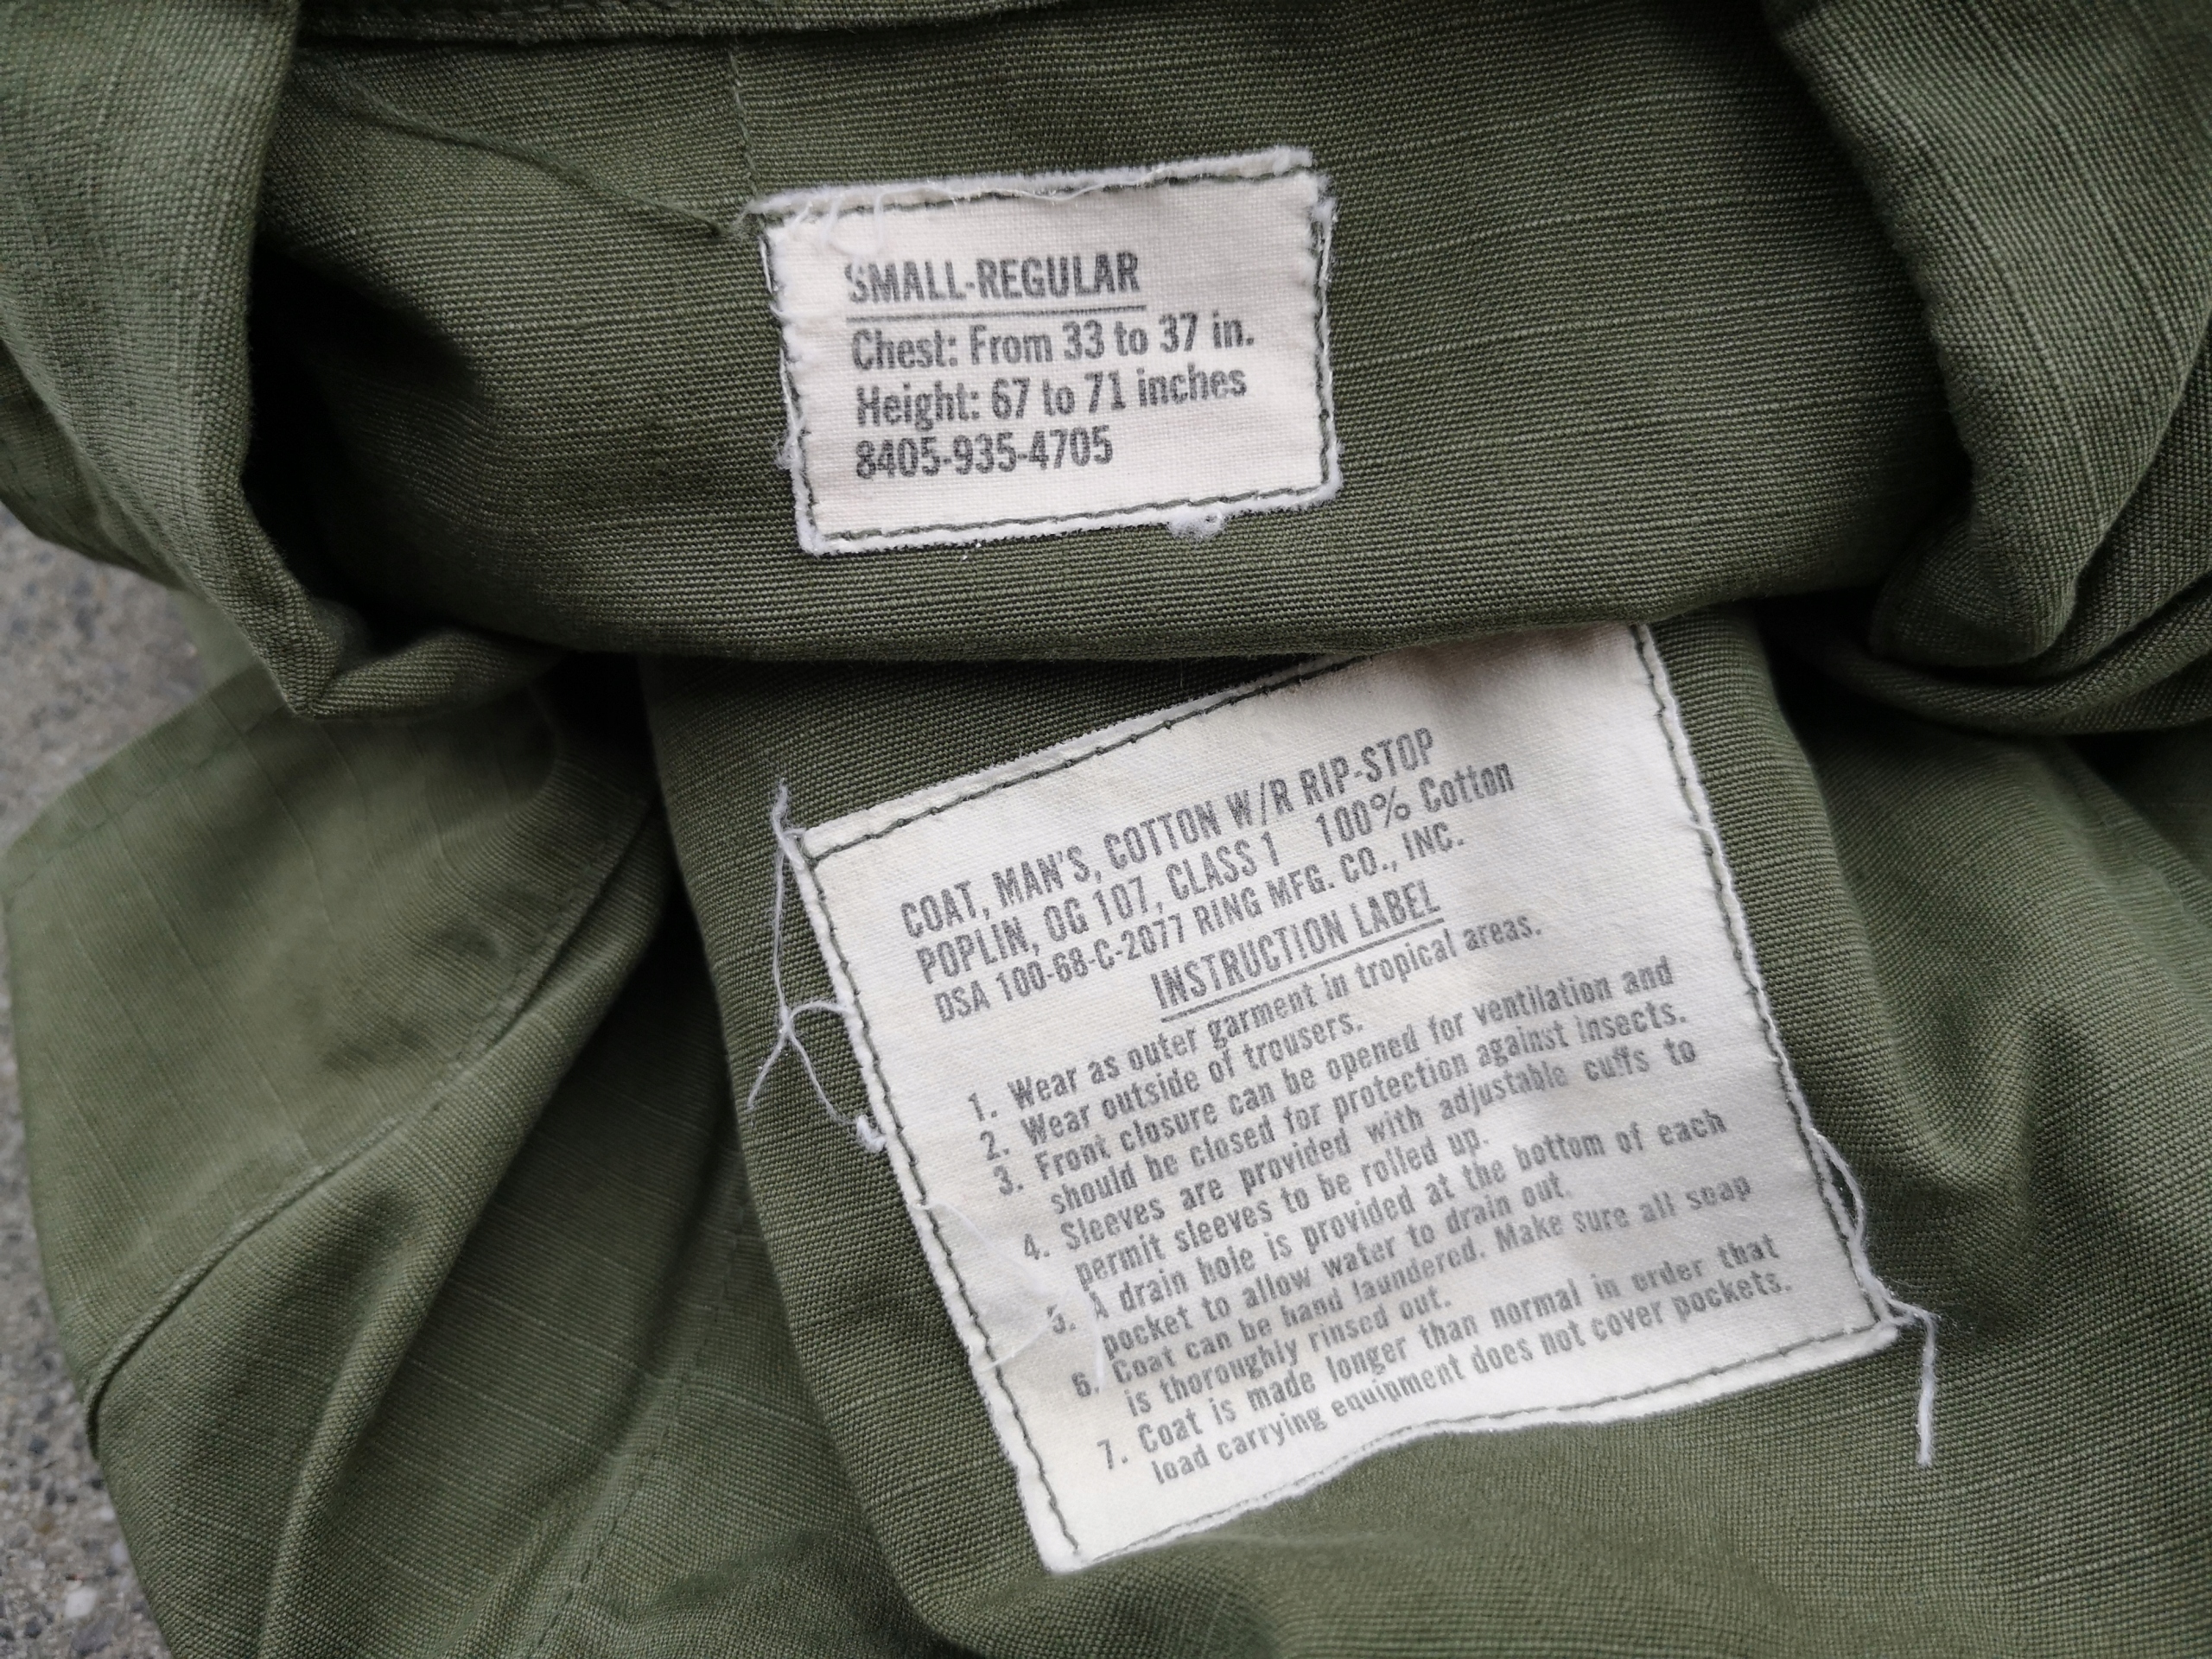 SMALL-REGULAR
Chest: From 33 to 37 in.
Height: 67 to 71 inches
8405-935-4705
COAT, MAN'S, COTTON W/R RIP-STOP
POPLIN, OG 107, CLASS 1 100% Cotton
DSA 100-68-C-2077 RING MFG. CO., INC.
INSTRUCTION LABEL
1. Wear as outer garment in tropical areas.
2. Wear outside of trousers.
3. Front closure can be opened for ventilation and
should be closed for protection against insects.
4. Sleeves are provided with adjustable cuffs to
permit sleeves to be rolled up.
5. A drain hole is provided at the bottom of each
pocket to allow water to drain out.
6. Coat can be hand laundered. Make sure all soap
is thoroughly rinsed out.
7. Coat is made longer than normal in order that
load carrying equipment does not cover pockets.